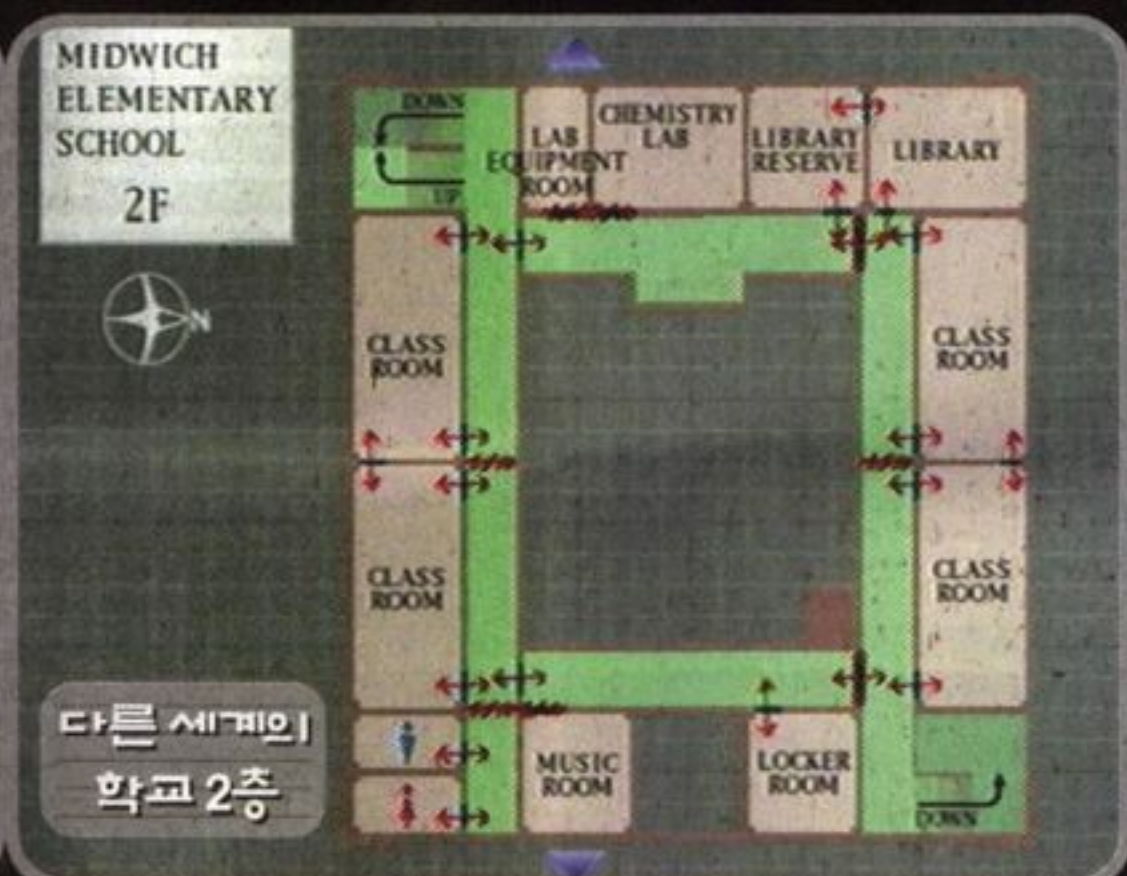 MIDWICH
ELEMENTARY
SCHOOL
2F
DOWN
UP
LAB
EQUIPMENT
ROOM
CHEMISTRY
LAB
LIBRARY
RESERVE
LIBRARY
N
CLASS
ROOM
CLASS
ROOM
CLASS
ROOM
CLASS
ROOM
MUSIC
ROOM
LOCKER
ROOM
DOWN
다른 세계의
학교 2층